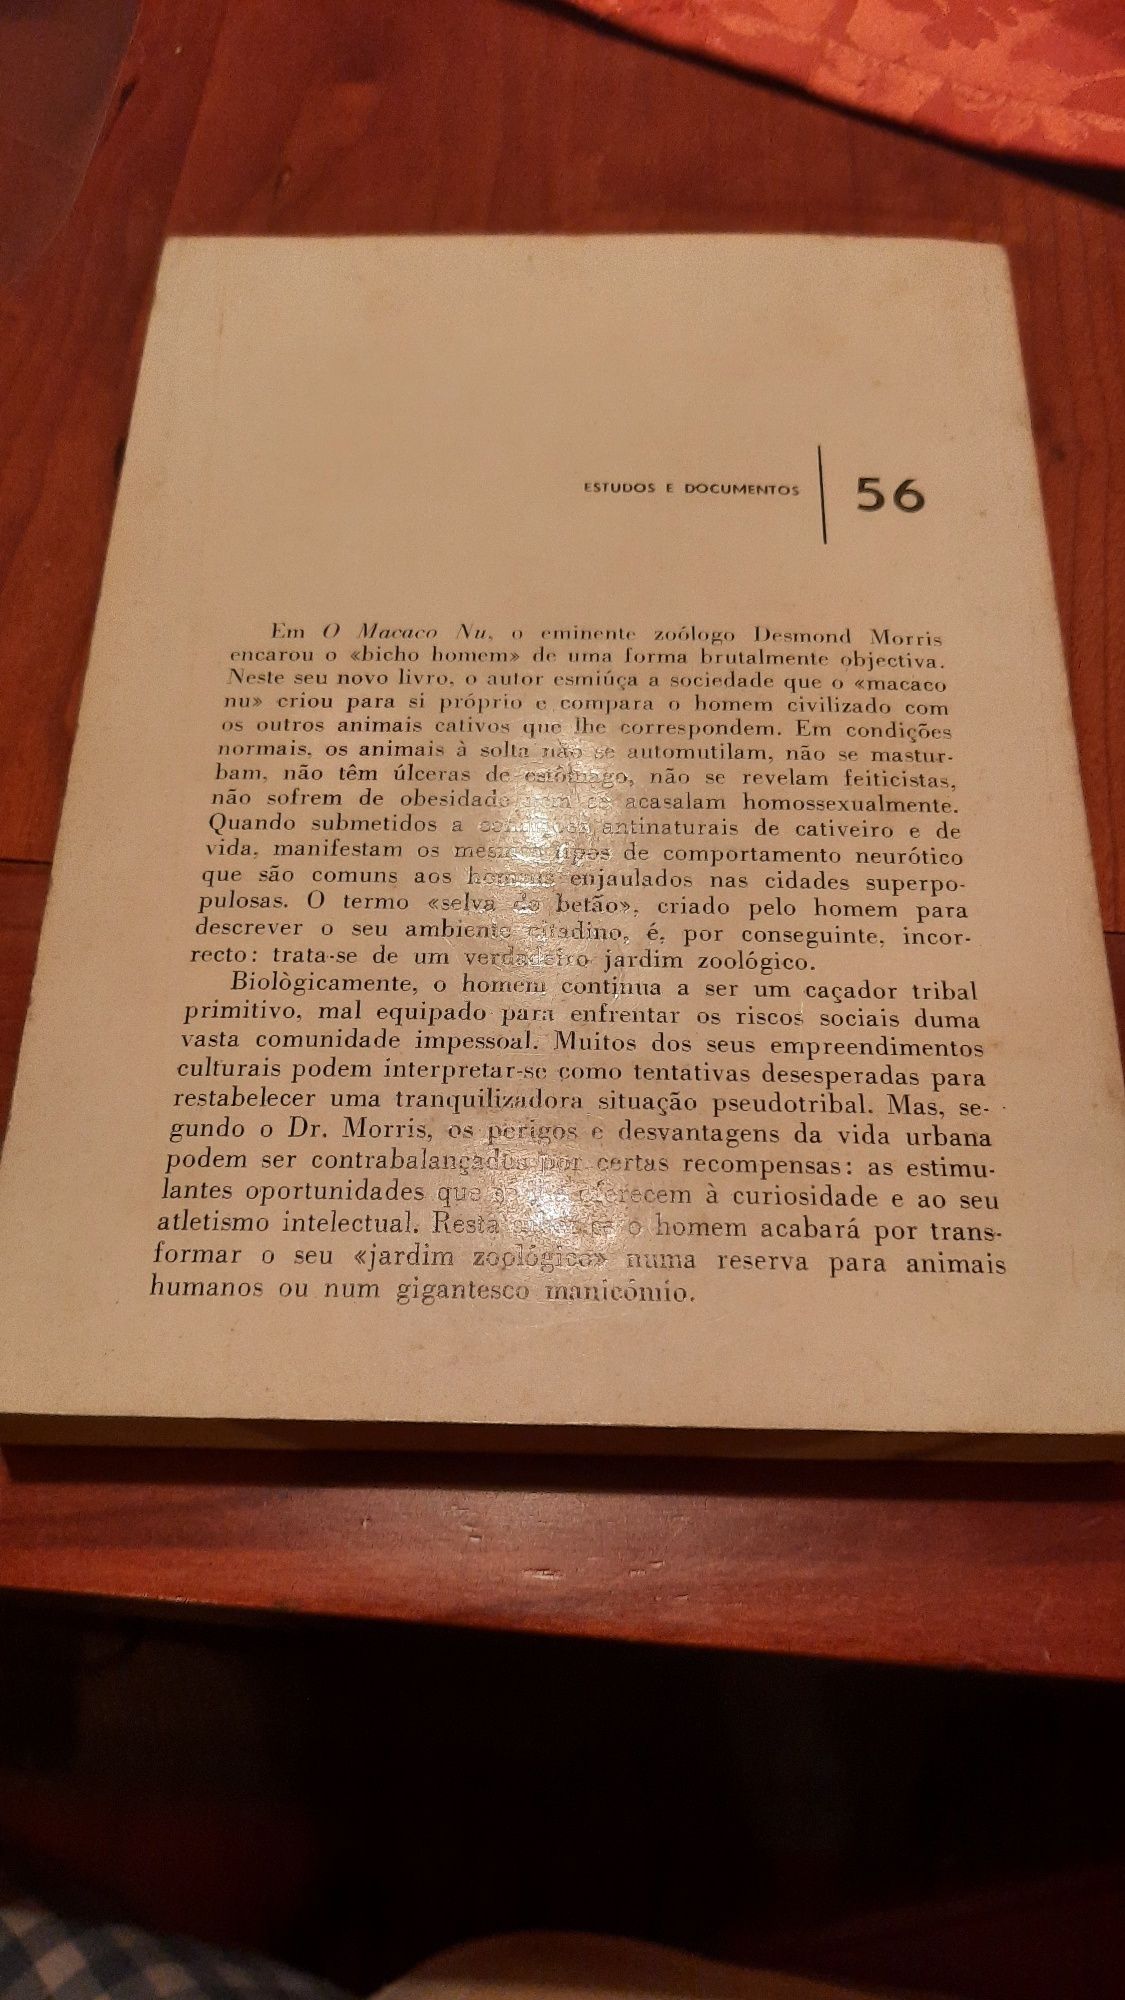 ESTUDOS E DOCUMENTOS 56
Em O Macaco Nu, o eminente zoólogo Desmond Morris
encarou o «bicho homem» de uma forma brutalmente objectiva.
Neste seu novo livro, o autor esmiúça a sociedade que o «macaco
nu» criou para si próprio e compara o homem civilizado com
os outros animais cativos que lhe correspondem. Em condições
normais, os animais à solta não se automutilam, não se mastur-
bam, não têm úlceras de estômago, não se revelam feiticistas,
não sofrem de obesidade nem se acasalam homossexualmente.
Quando submetidos a condições antinaturais de cativeiro e de
vida, manifestam os mesmos tipos de comportamento neurótico
que são comuns aos homens enjaulados nas cidades superpo-
pulosas. O termo «selva de betão», criado pelo homem para
descrever o seu ambiente citadino, é, por conseguinte, incor-
recto: trata-se de um verdadeiro jardim zoológico.
Biològicamente, o homem continua a ser um caçador tribal
primitivo, mal equipado para enfrentar os riscos sociais duma
vasta comunidade impessoal. Muitos dos seus empreendimentos
culturais podem interpretar-se como tentativas desesperadas para
restabelecer uma tranquilizadora situação pseudotribal. Mas, se-
gundo o Dr. Morris, os perigos e desvantagens da vida urbana
podem ser contrabalançados por certas recompensas: as estimu-
lantes oportunidades que oferecem à curiosidade e ao seu
atletismo intelectual. Resta o homem acabará por trans-
formar o seu «jardim zoológico» numa reserva para animais
humanos ou num gigantesco manicómio.